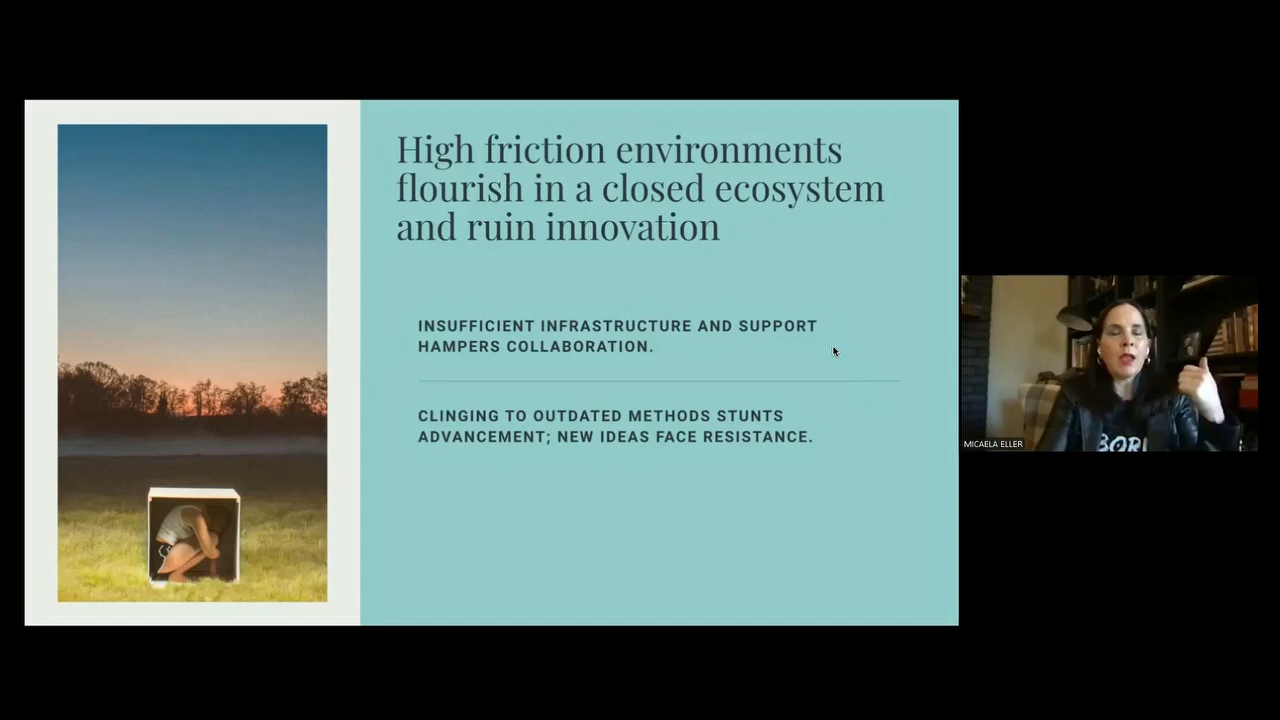 High friction environments
flourish in a closed ecosystem
and ruin innovation
INSUFFICIENT INFRASTRUCTURE AND SUPPORT
HAMPERS COLLABORATION.
CLINGING TO OUTDATED METHODS STUNTS
ADVANCEMENT; NEW IDEAS FACE RESISTANCE.
MICAELA ELLER